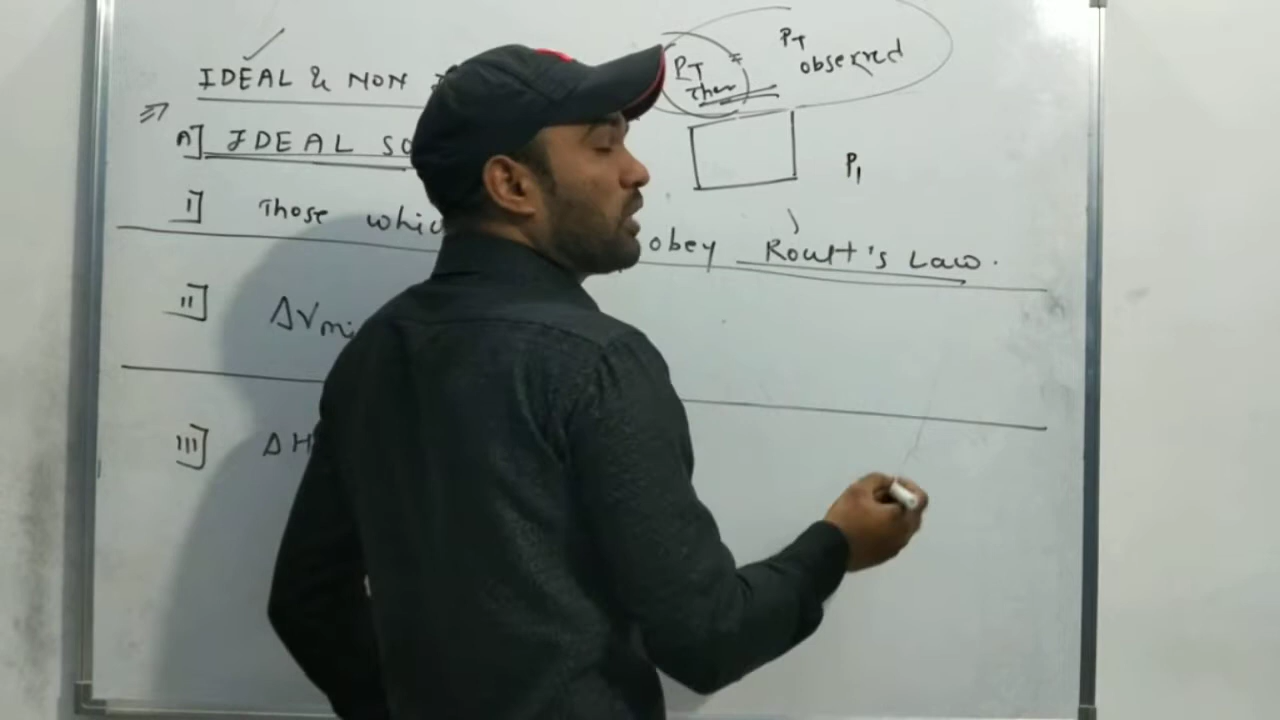 IDEAL & NON
PT
Ther
PT
observed
A] IDEAL SO
P1
I] Those whic obey Roult's Law.
II] ΔVmi
III] ΔH